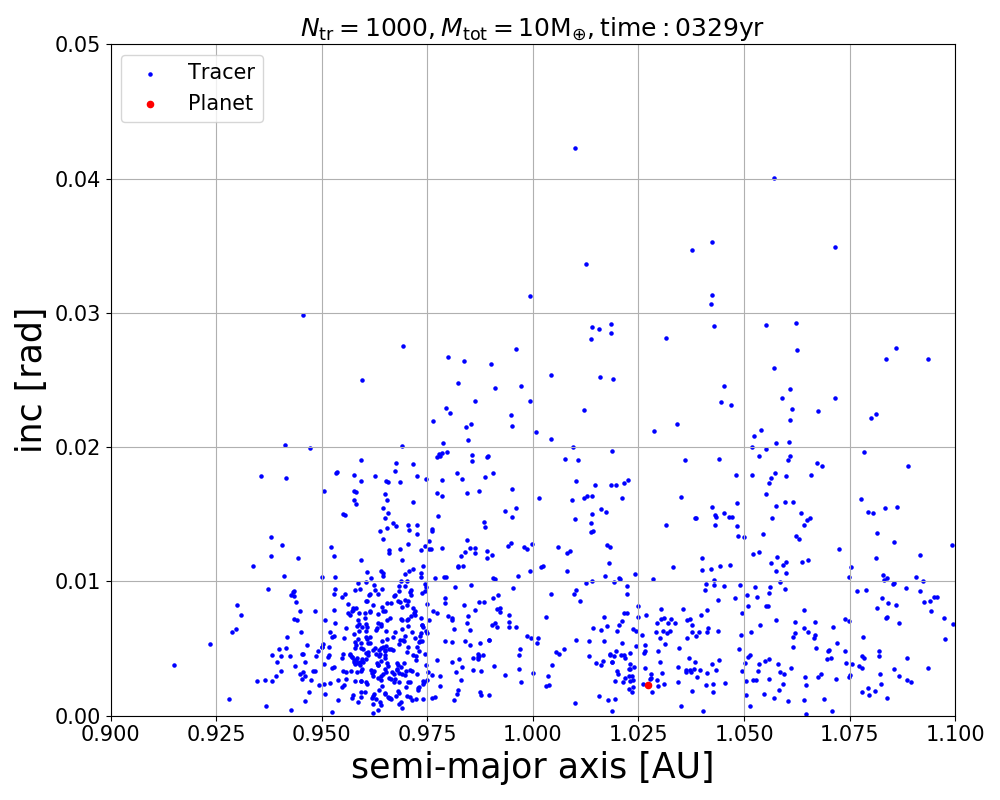 N_tr = 1000, M_tot = 10M_⊕, time : 0329yr
Tracer
Planet
inc [rad]
0.05
0.04
0.03
0.02
0.01
0.00
0.900 0.925 0.950 0.975 1.000 1.025 1.050 1.075 1.100
semi-major axis [AU]